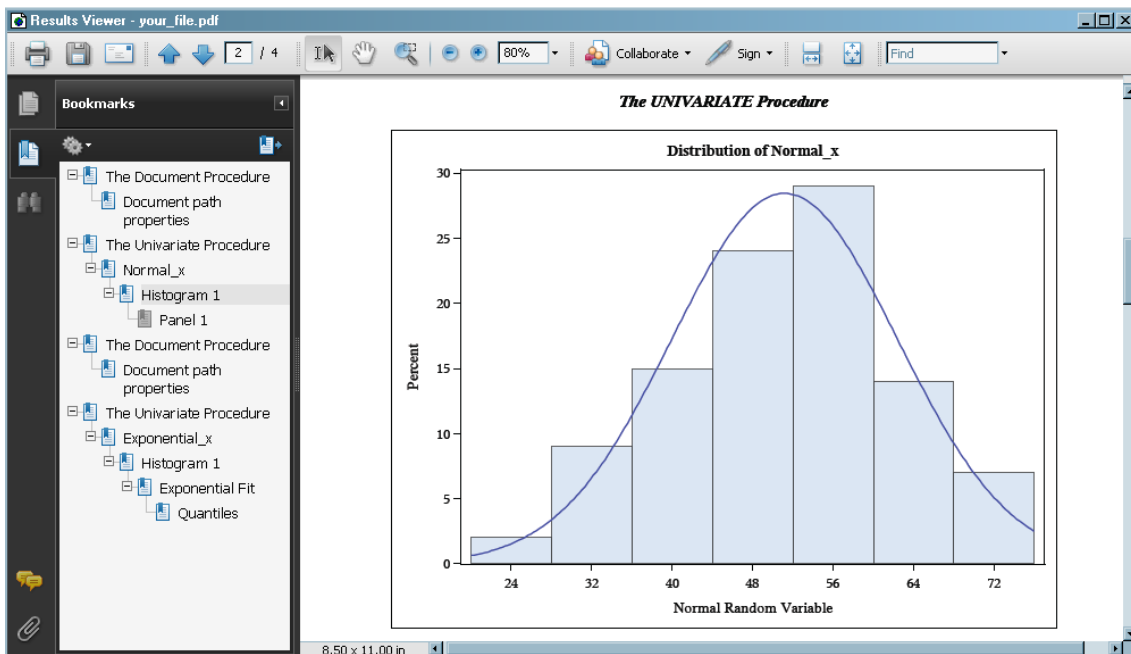 Results Viewer - your_file.pdf
2 / 4
80%
Collaborate
Sign
Find
Bookmarks
The Document Procedure
Document path
properties
The Univariate Procedure
Normal_x
Histogram 1
Panel 1
The Document Procedure
Document path
properties
The Univariate Procedure
Exponential_x
Histogram 1
Exponential Fit
Quantiles
The UNIVARIATE Procedure
Distribution of Normal_x
30
25
20
15
10
5
0
Percent
24 32 40 48 56 64 72
Normal Random Variable
8.50 x 11.00 in